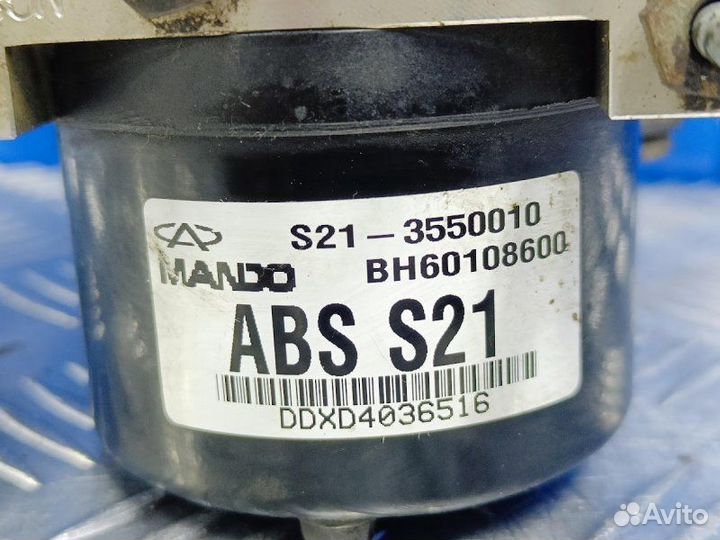 S21-3550010
MANDO BH60108600
ABS S21
DDXD4036516
Avito